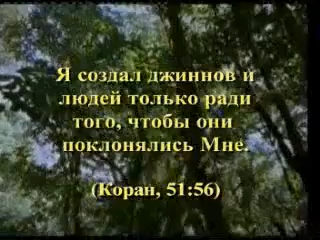 Я создал джиннов и
людей только ради
того, чтобы они
поклонялись Мне.
(Коран, 51:56)